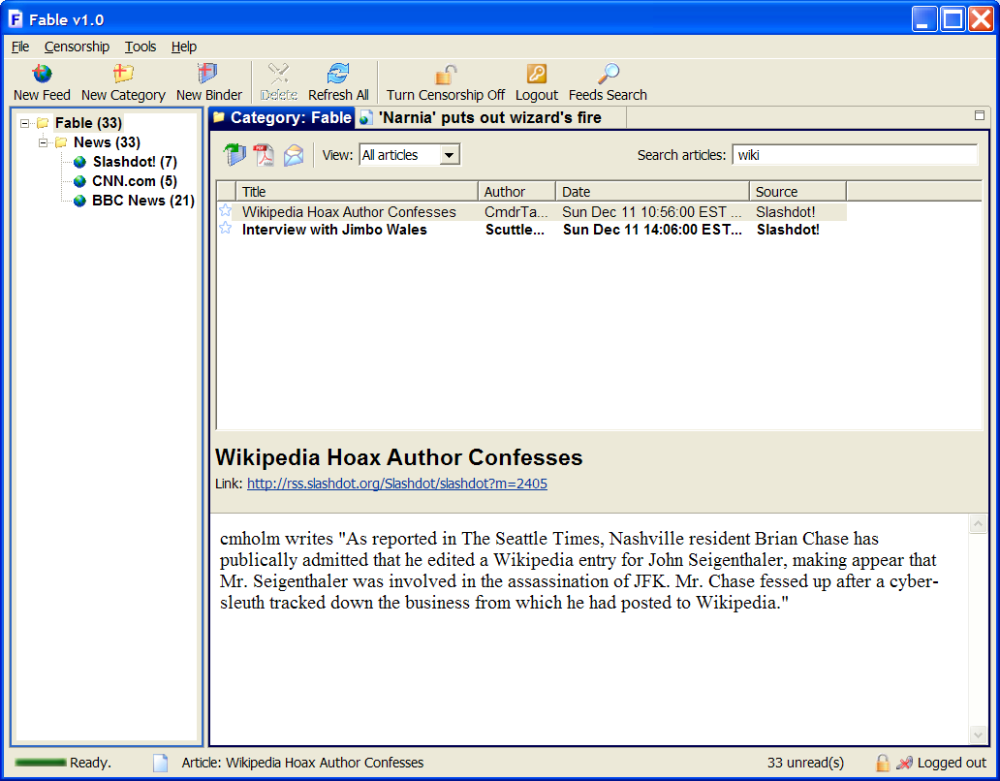 Fable v1.0
File Censorship Tools Help
New Feed New Category New Binder Delete Refresh All Turn Censorship Off Logout Feeds Search
Fable (33)
News (33)
Slashdot! (7)
CNN.com (5)
BBC News (21)
Category: Fable 'Narnia' puts out wizard's fire
View: All articles Search articles: wiki
Title Author Date Source
Wikipedia Hoax Author Confesses CmdrTa... Sun Dec 11 10:56:00 EST ... Slashdot!
Interview with Jimbo Wales Scuttle... Sun Dec 11 14:06:00 EST... Slashdot!
Wikipedia Hoax Author Confesses
Link: http://rss.slashdot.org/Slashdot/slashdot?m=2405
cmholm writes "As reported in The Seattle Times, Nashville resident Brian Chase has
publically admitted that he edited a Wikipedia entry for John Seigenthaler, making appear that
Mr. Seigenthaler was involved in the assassination of JFK. Mr. Chase fessed up after a cyber-
sleuth tracked down the business from which he had posted to Wikipedia."
Ready. Article: Wikipedia Hoax Author Confesses 33 unread(s) Logged out